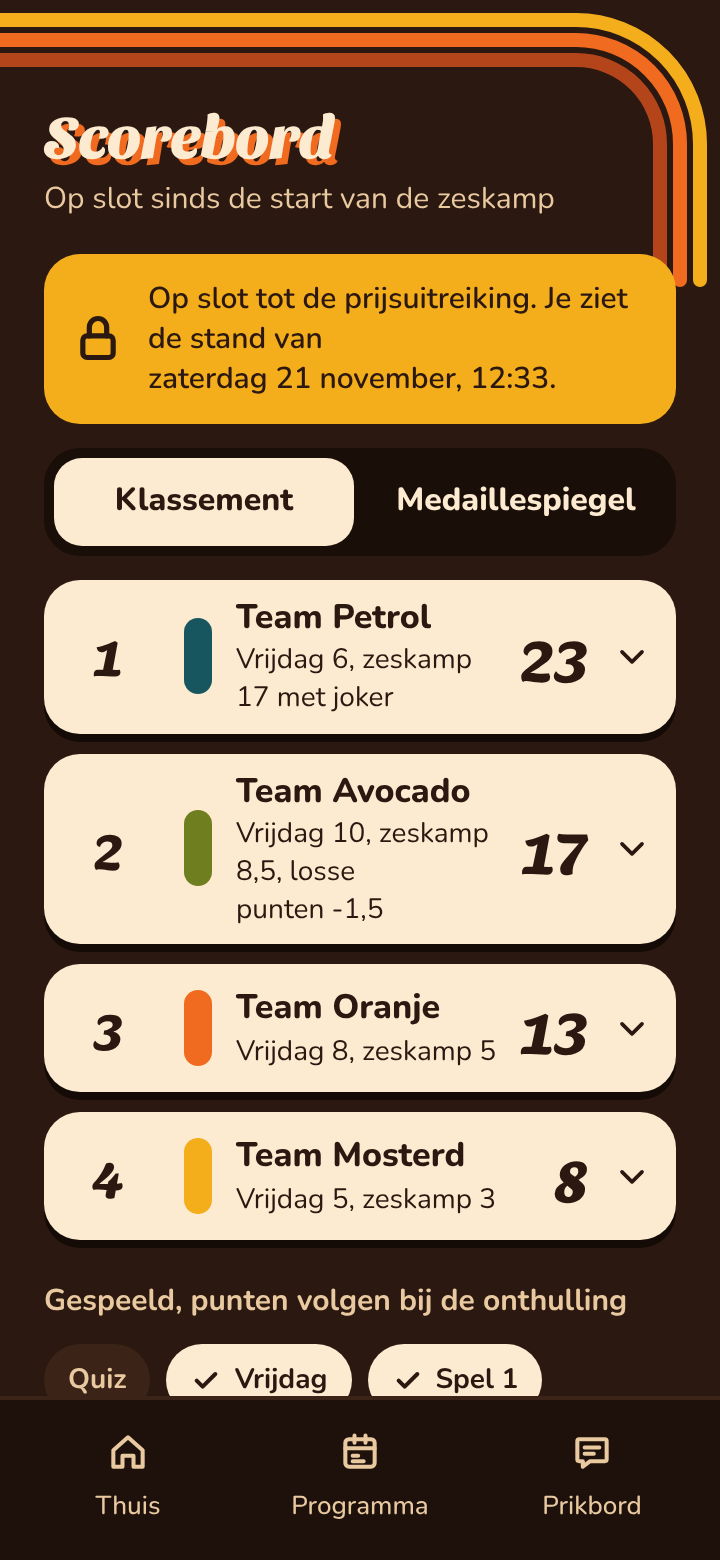 Scorebord
Op slot sinds de start van de zeskamp
Op slot tot de prijsuitreiking. Je ziet
de stand van
zaterdag 21 november, 12:33.
Klassement
Medaillespiegel
1
Team Petrol
Vrijdag 6, zeskamp
17 met joker
23
2
Team Avocado
Vrijdag 10, zeskamp
8,5, losse
punten -1,5
17
3
Team Oranje
Vrijdag 8, zeskamp 5
13
4
Team Mosterd
Vrijdag 5, zeskamp 3
8
Gespeeld, punten volgen bij de onthulling
Quiz
Vrijdag
Spel 1
Thuis
Programma
Prikbord